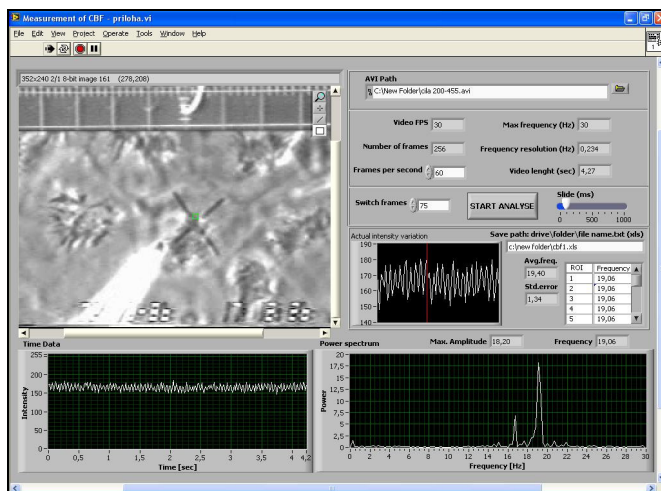 Measurement of CBF - priloha.vi
File Edit View Project Operate Tools Window Help
1
352x240 2/1 8-bit image 161 (278,208)
AVI Path
C:\New Folder\cila 200-455.avi
Video FPS 30 Max frequency (Hz) 30
Number of frames 256 Frequency resolution (Hz) 0,234
Frames per second 60 Video lenght (sec) 4,27
Switch frames 75 START ANALYSE Slide (ms)
0 500 1000
Actual intensity variation
190
180
170
160
150
140
Save path: drive\folder\file name.txt (xls)
c:\new folder\cbf1.xls
Avg.freq.
19,40
Std.error
1,34
ROI Frequency
1 19,06
2 19,06
3 19,06
4 19,06
5 19,06
Time Data
Intensity
255
200
150
100
50
0
0 0,5 1 1,5 2 2,5 3 3,5 4 4,2
Time [sec]
Power spectrum Max. Amplitude 18,20 Frequency 19,06
Power
20
17,5
15
12,5
10
7,5
5
2,5
0 2 4 6 8 10 12 14 16 18 20 22 24 26 28 30
Frequency [Hz]